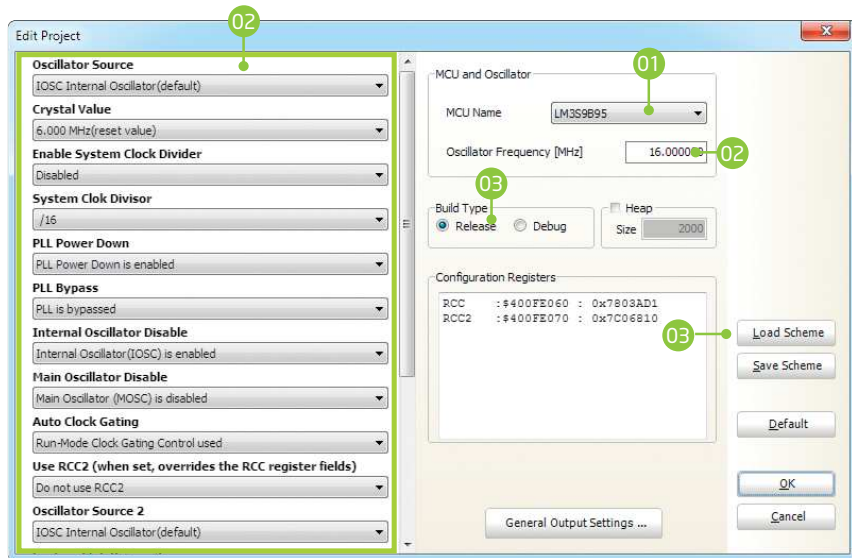 02
Edit Project
Oscillator Source
IOSC Internal Oscillator(default)
Crystal Value
6.000 MHz(reset value)
Enable System Clock Divider
Disabled
System Clok Divisor
/16
PLL Power Down
PLL Power Down is enabled
PLL Bypass
PLL is bypassed
Internal Oscillator Disable
Internal Oscillator(IOSC) is enabled
Main Oscillator Disable
Main Oscillator (MOSC) is disabled
Auto Clock Gating
Run-Mode Clock Gating Control used
Use RCC2 (when set, overrides the RCC register fields)
Do not use RCC2
Oscillator Source 2
IOSC Internal Oscillator(default)
MCU and Oscillator
01
MCU Name
LM3S9B95
Oscillator Frequency [MHz]
16.000000
02
03
Build Type
Release
Debug
Heap
Size
2000
Configuration Registers
RCC :$400FE060 : 0x7803AD1
RCC2 :$400FE070 : 0x7C06810
03
Load Scheme
Save Scheme
Default
OK
Cancel
General Output Settings ...